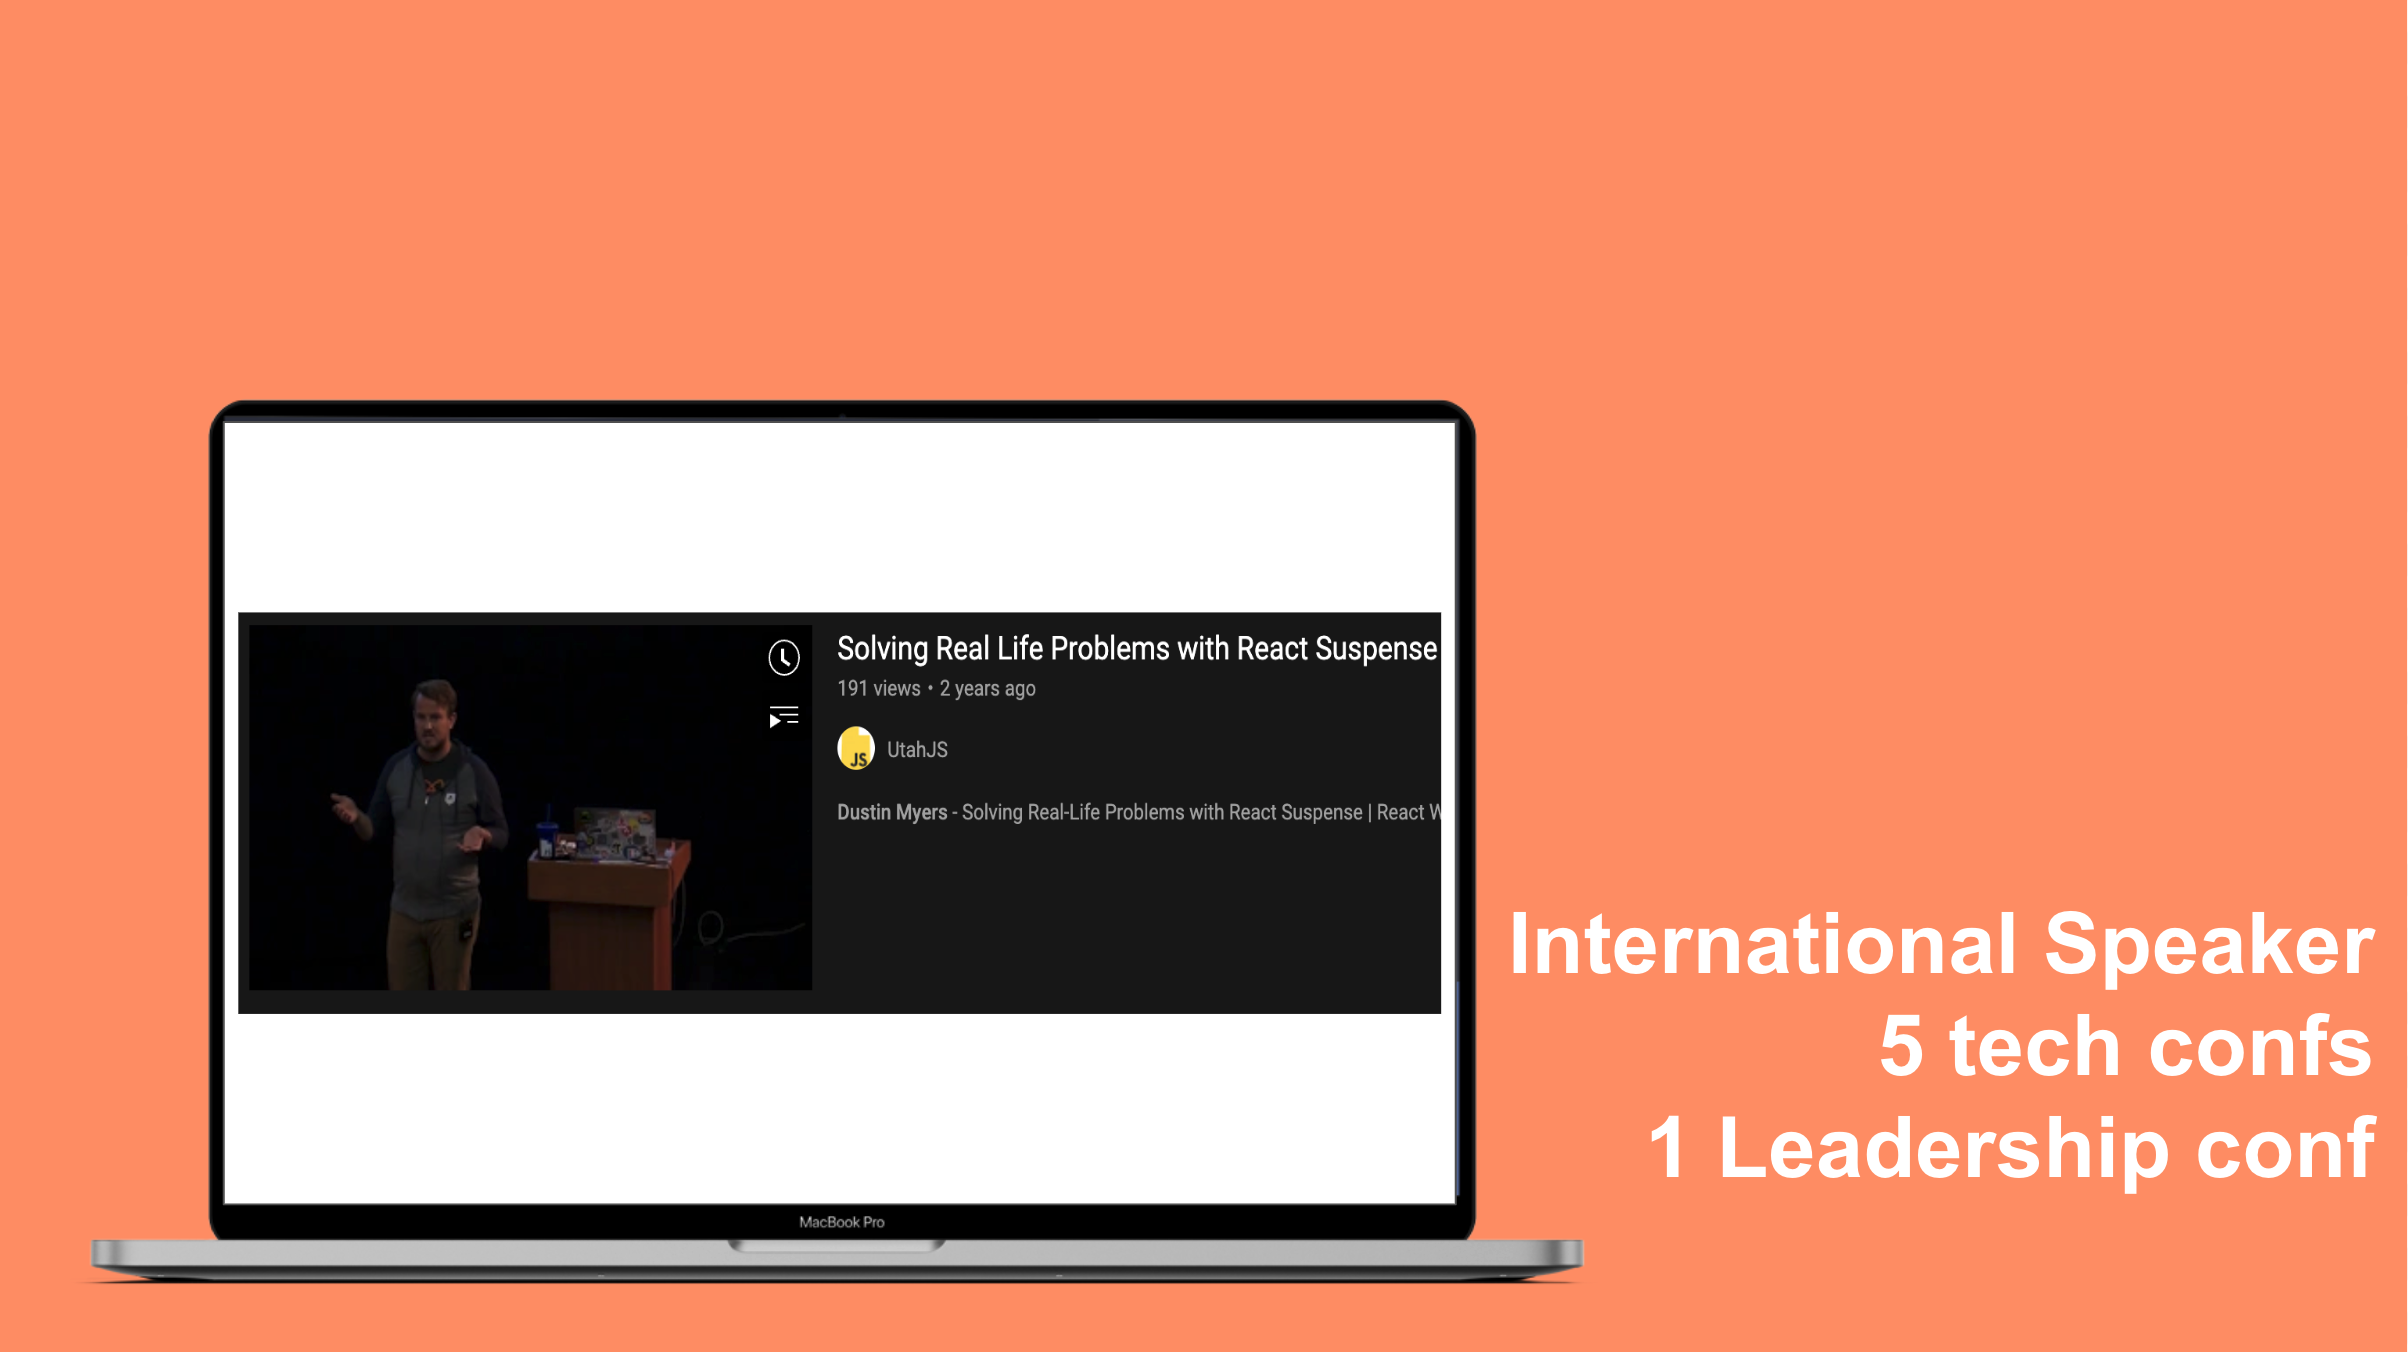 Solving Real Life Problems with React Suspense
191 views • 2 years ago
JS
UtahJS
Dustin Myers - Solving Real-Life Problems with React Suspense | React W
MacBook Pro
International Speaker
5 tech confs
1 Leadership conf